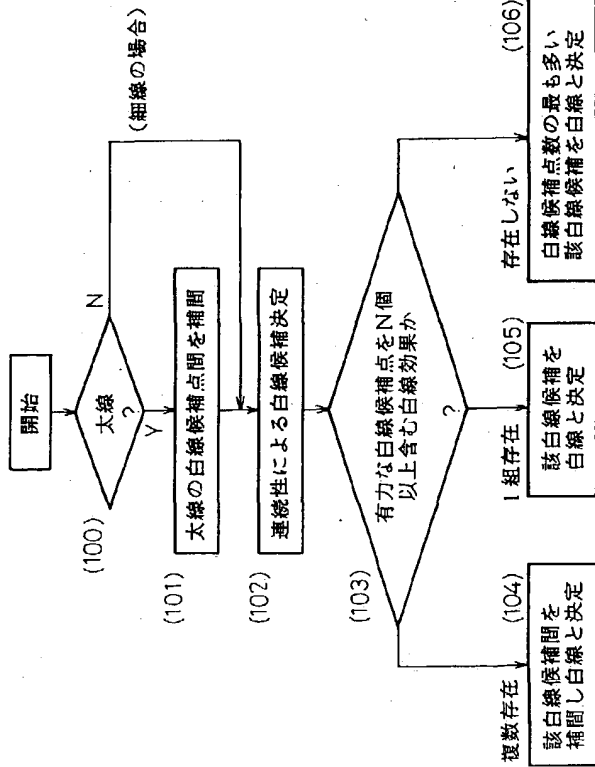 開始
(100)
太線
?
N
Y
(細線の場合)
(101)
太線の白線候補点間を補間
(102)
連続性による白線候補決定
(103)
有力な白線候補点をN個
以上含む白線効果か
?
複数存在
(104)
該白線候補間を
補間し白線と決定
1組存在
(105)
該白線候補を
白線と決定
存在しない
(106)
白線候補点数の最も多い
該白線候補を白線と決定